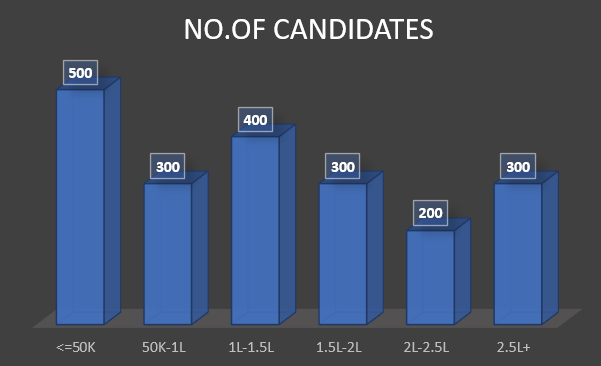 NO.OF CANDIDATES
500
300
400
300
200
300
<=50K
50K-1L
1L-1.5L
1.5L-2L
2L-2.5L
2.5L+